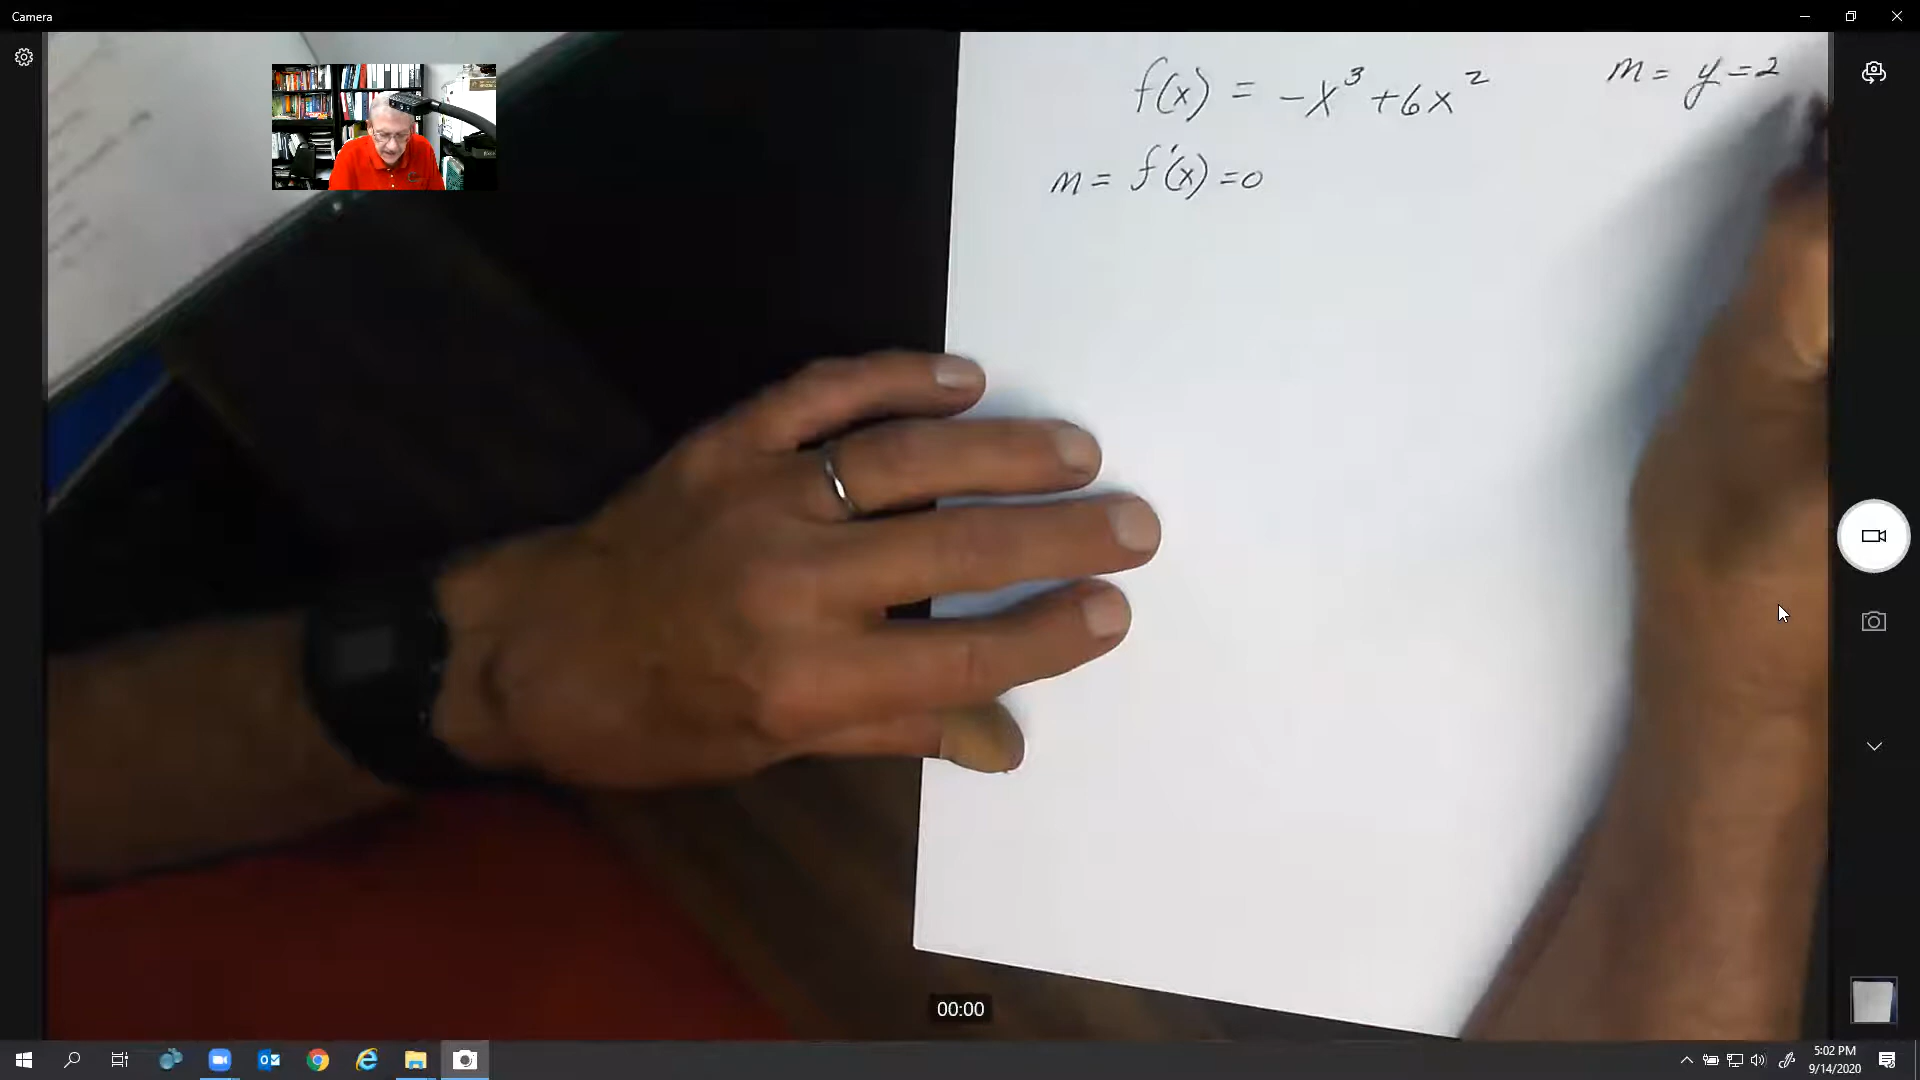 Camera
f(x) = -x³ + 6x²
m = y = 2
m = f'(x) = 0
00:00
5:02 PM
9/14/2020